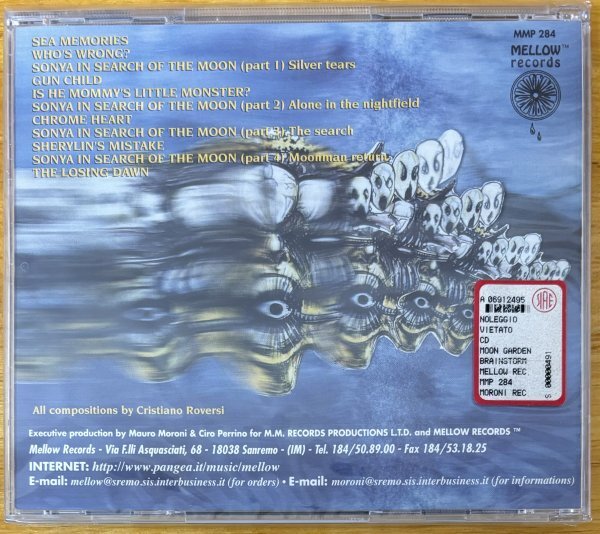 SEA MEMORIES
WHO'S WRONG?
SONYA IN SEARCH OF THE MOON (part 1) Silver tears
GUN CHILD
IS HE MOMMY'S LITTLE MONSTER?
SONYA IN SEARCH OF THE MOON (part 2) Alone in the nightfield
CHROME HEART
SONYA IN SEARCH OF THE MOON (part 3) The search
SHERYLIN'S MISTAKE
SONYA IN SEARCH OF THE MOON (part 4) Moonman return
THE LOSING DAWN
MMP 284
MELLOW™
records
A 06912495
NOLEGGIO
VIETATO
CD
MOON GARDEN
BRAINSTORM
MELLOW REC
MMP 284
MORONI REC
S 00000491
All compositions by Cristiano Roversi
Executive production by Mauro Moroni & Ciro Perrino for M.M. RECORDS PRODUCTIONS L.T.D. and MELLOW RECORDS ™
Mellow Records - Via F.lli Asquasciati, 68 - 18038 Sanremo - (IM) - Tel. 184/50.89.00 - Fax 184/53.18.25
INTERNET: http://www.pangea.it/music/mellow
E-mail: mellow@sremo.sis.interbusiness.it (for orders) • E-mail: moroni@sremo.sis.interbusiness.it (for informations)